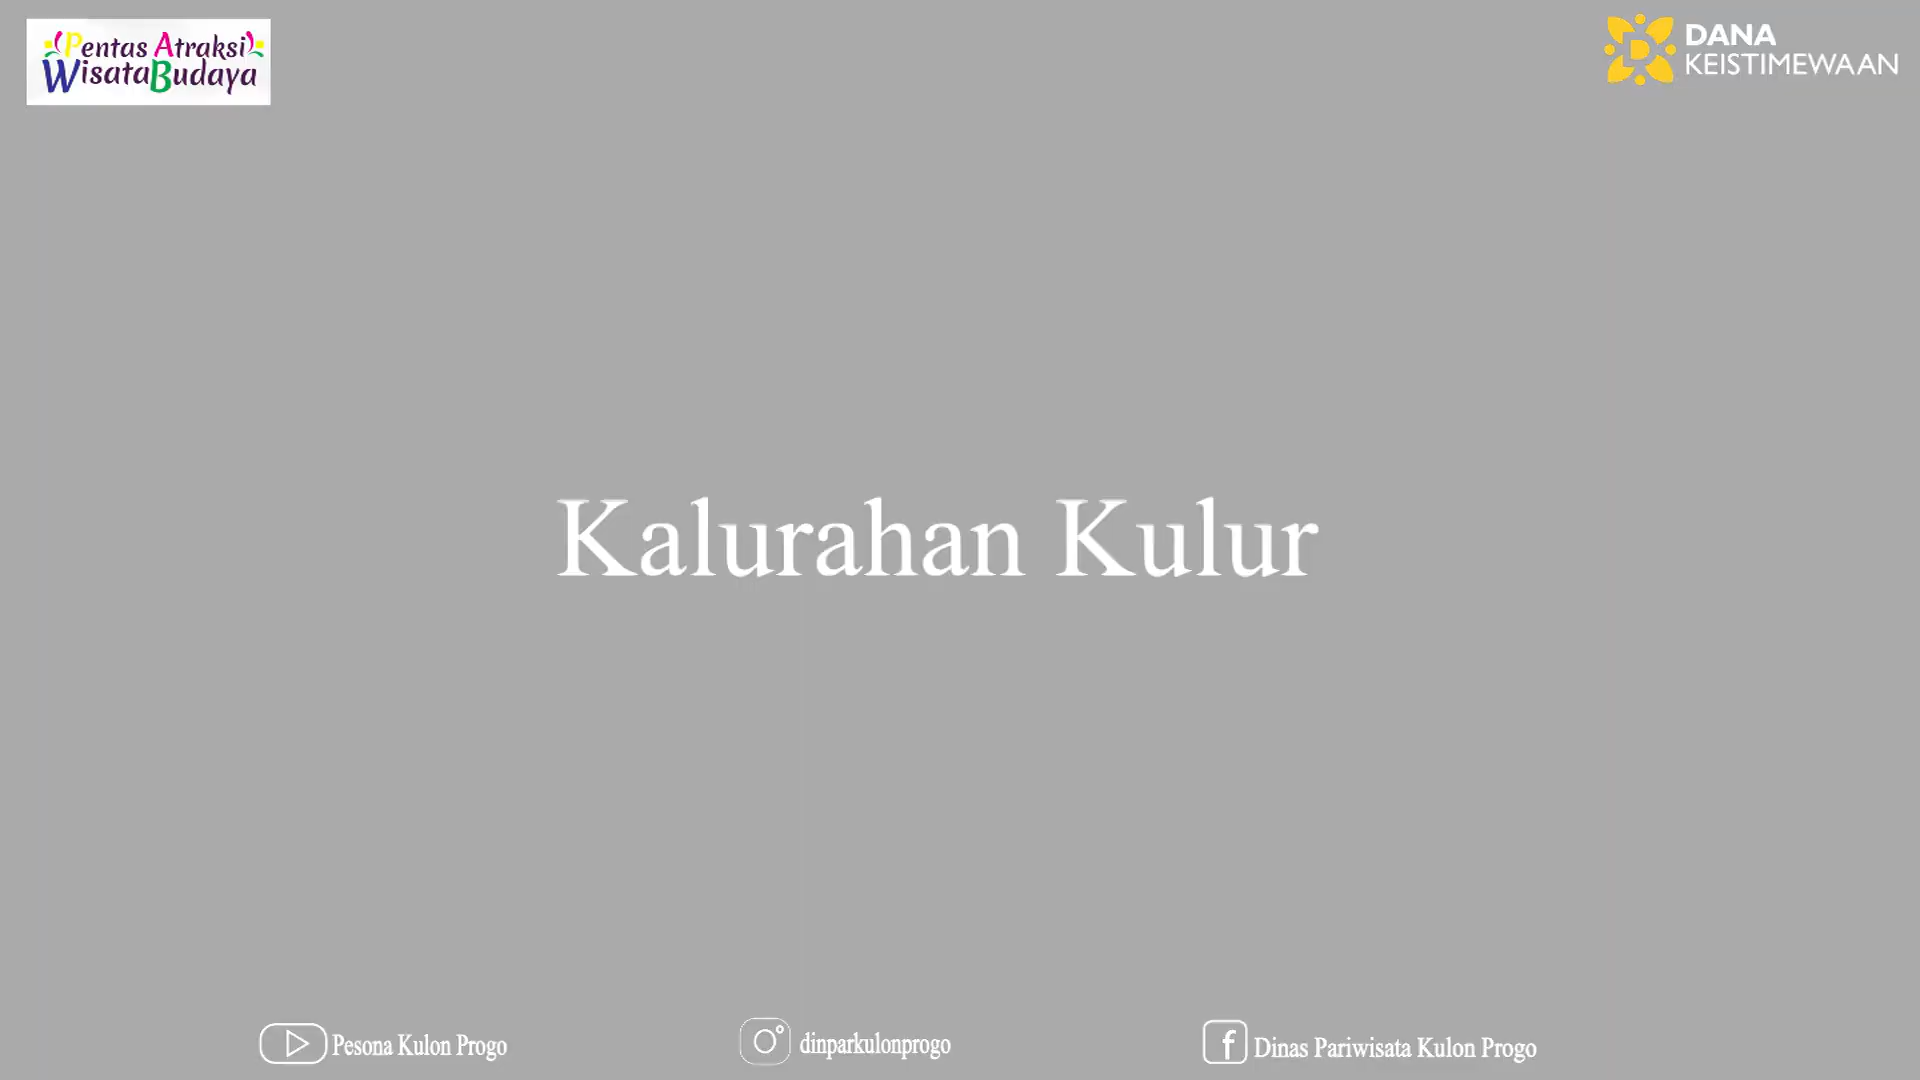 Pentas Atraksi
Wisata Budaya
DANA
KEISTIMEWAAN
Kalurahan Kulur
Pesona Kulon Progo
dinparkulonprogo
Dinas Pariwisata Kulon Progo